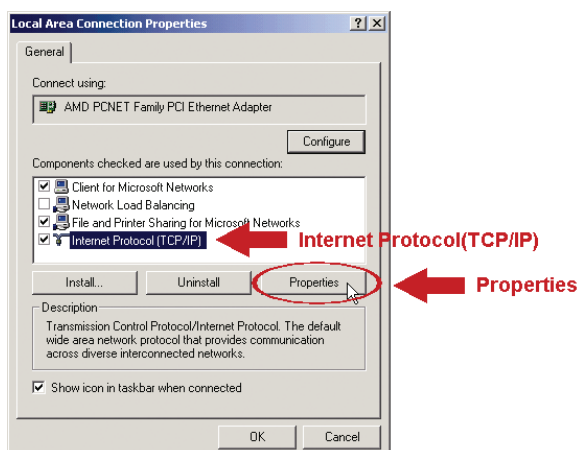 Local Area Connection Properties
General
Connect using:
AMD PCNET Family PCI Ethernet Adapter
Configure
Components checked are used by this connection:
Client for Microsoft Networks
Network Load Balancing
File and Printer Sharing for Microsoft Networks
Internet Protocol (TCP/IP)
Internet Protocol(TCP/IP)
Install...
Uninstall
Properties
Properties
Description
Transmission Control Protocol/Internet Protocol. The default
wide area network protocol that provides communication
across diverse interconnected networks.
Show icon in taskbar when connected
OK
Cancel